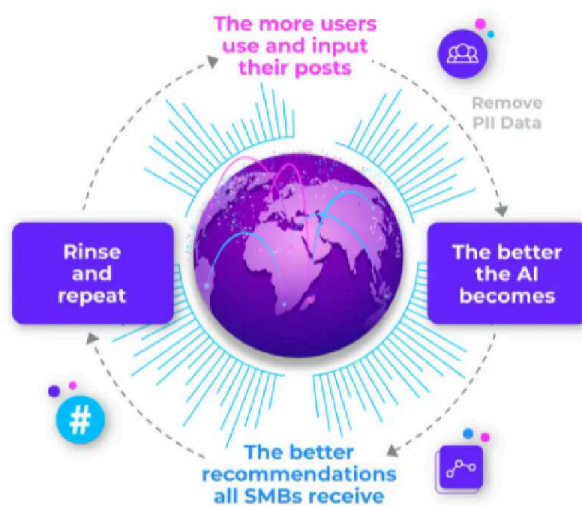 The more users
use and input
their posts
Remove
PII Data
The better
the AI
becomes
The better
recommendations
all SMBs receive
#
Rinse
and
repeat